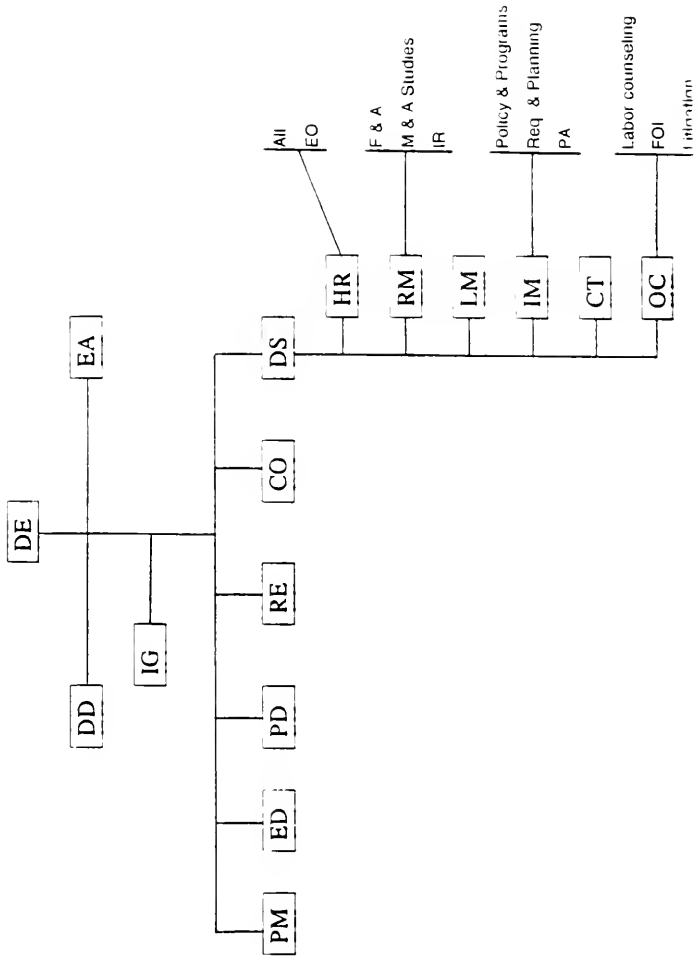 DE
DD
EA
IG
PM
ED
PD
RE
CO
DS
HR
All
EO
RM
F & A
M & A Studies
IR
LM
IM
Policy & Programs
Req & Planning
PA
CT
OC
Labor counseling
FOI
Litigation